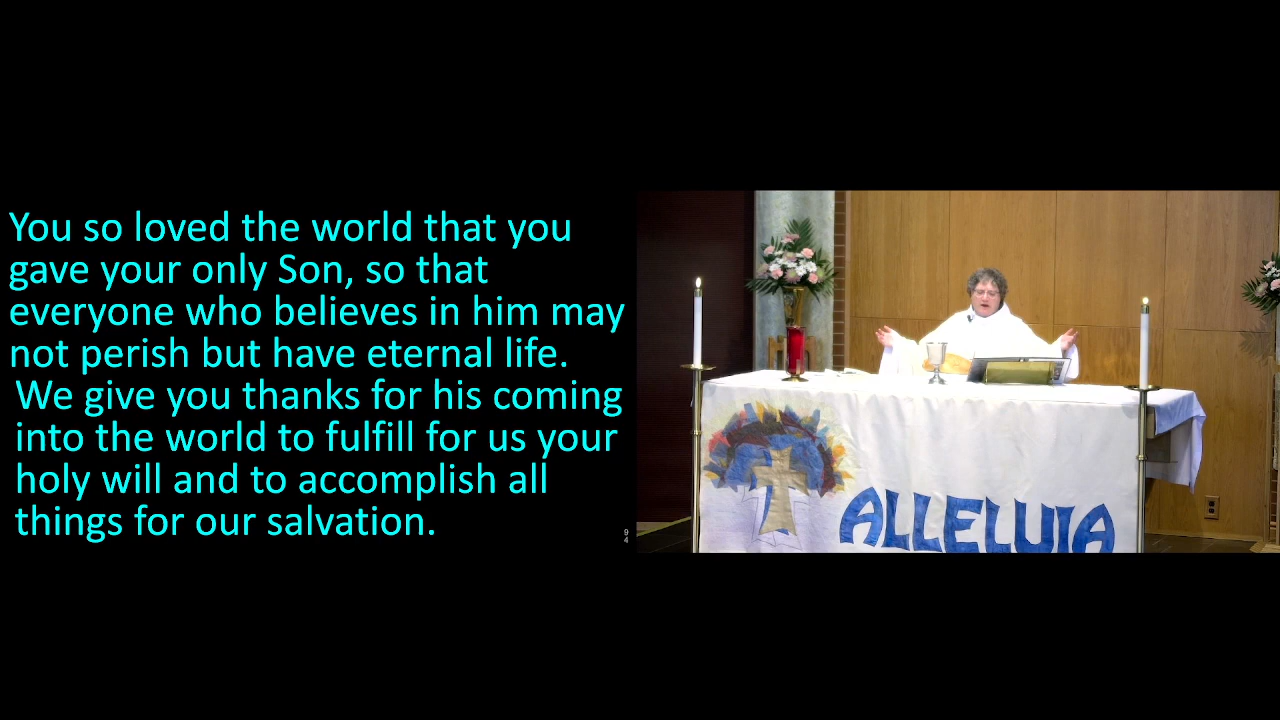 You so loved the world that you
gave your only Son, so that
everyone who believes in him may
not perish but have eternal life.
We give you thanks for his coming
into the world to fulfill for us your
holy will and to accomplish all
things for our salvation.
94
ALLELUIA